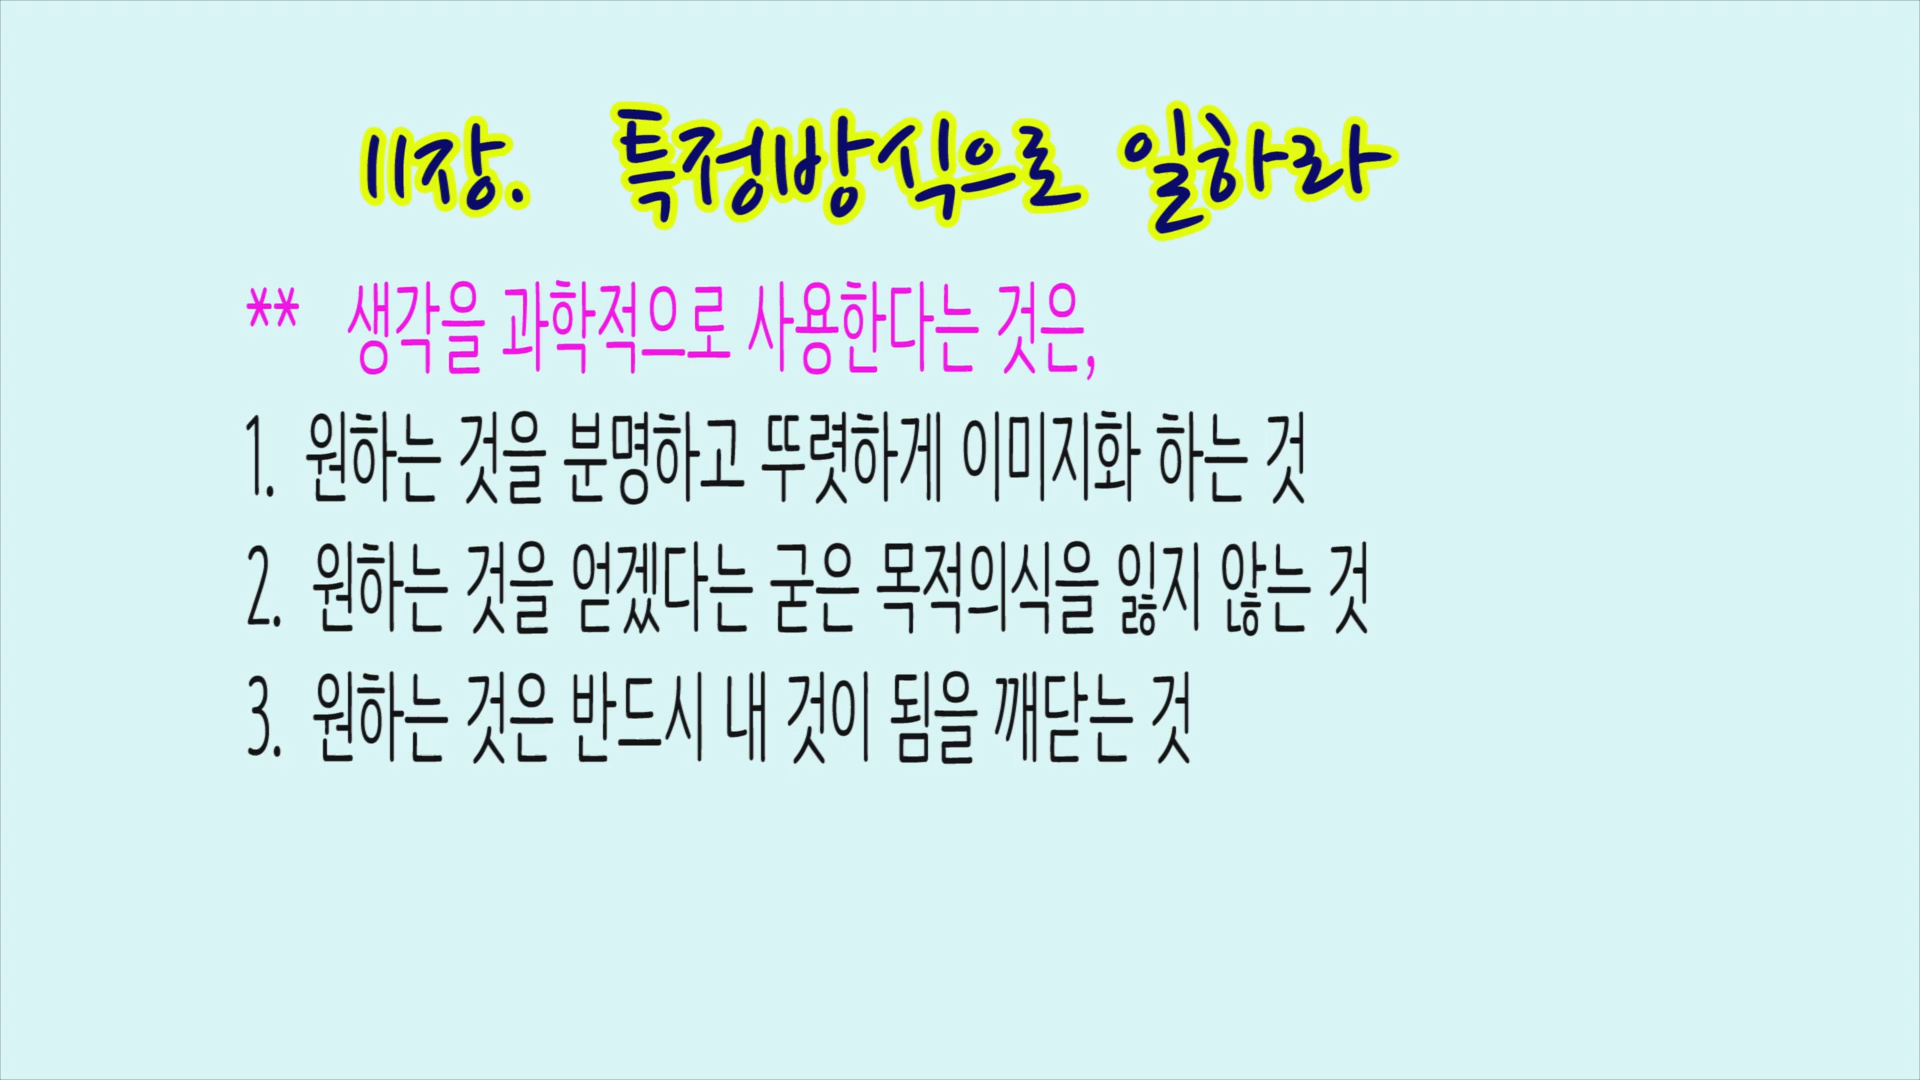 11장. 특정방식으로 일하라
** 생각을 과학적으로 사용한다는 것은,
1. 원하는 것을 분명하고 뚜렷하게 이미지화 하는 것
2. 원하는 것을 얻겠다는 굳은 목적의식을 잃지 않는 것
3. 원하는 것은 반드시 내 것이 됨을 깨닫는 것